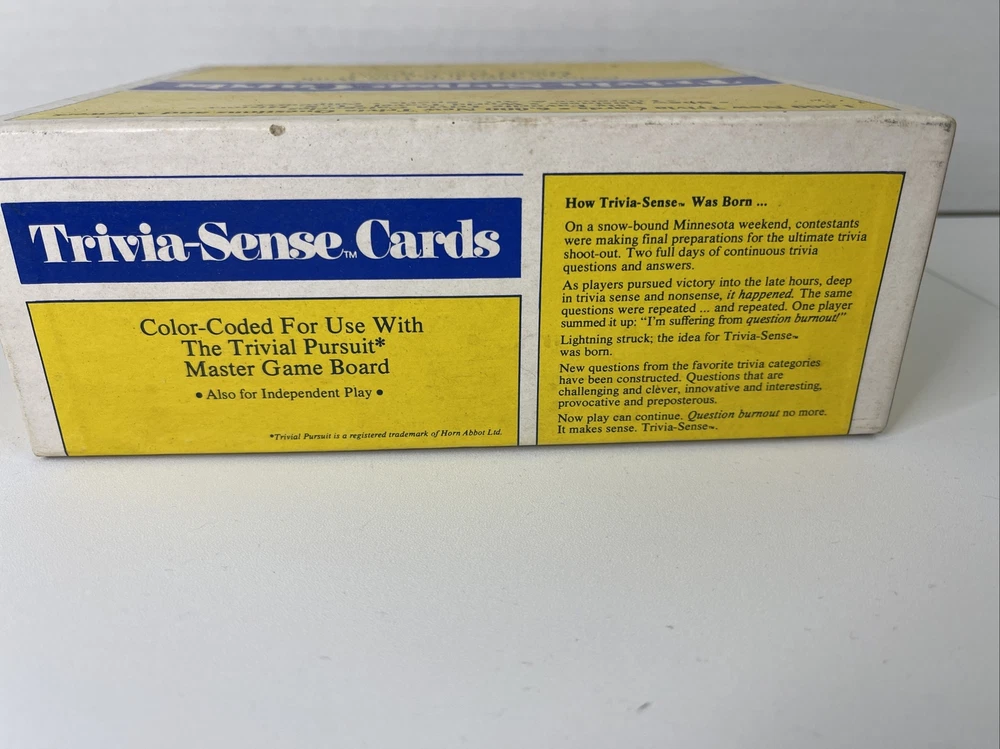 Trivia-Sense™ Cards
Color-Coded For Use With
The Trivial Pursuit*
Master Game Board
• Also for Independent Play •
*Trivial Pursuit is a registered trademark of Horn Abbot Ltd.
How Trivia-Sense™ Was Born ...
On a snow-bound Minnesota weekend, contestants
were making final preparations for the ultimate trivia
shoot-out. Two full days of continuous trivia
questions and answers.
As players pursued victory into the late hours, deep
in trivia sense and nonsense, it happened. The same
questions were repeated ... and repeated. One player
summed it up: "I'm suffering from question burnout!"
Lightning struck; the idea for Trivia-Sense™
was born.
New questions from the favorite trivia categories
have been constructed. Questions that are
challenging and clever, innovative and interesting,
provocative and preposterous.
Now play can continue. Question burnout no more.
It makes sense. Trivia-Sense™.